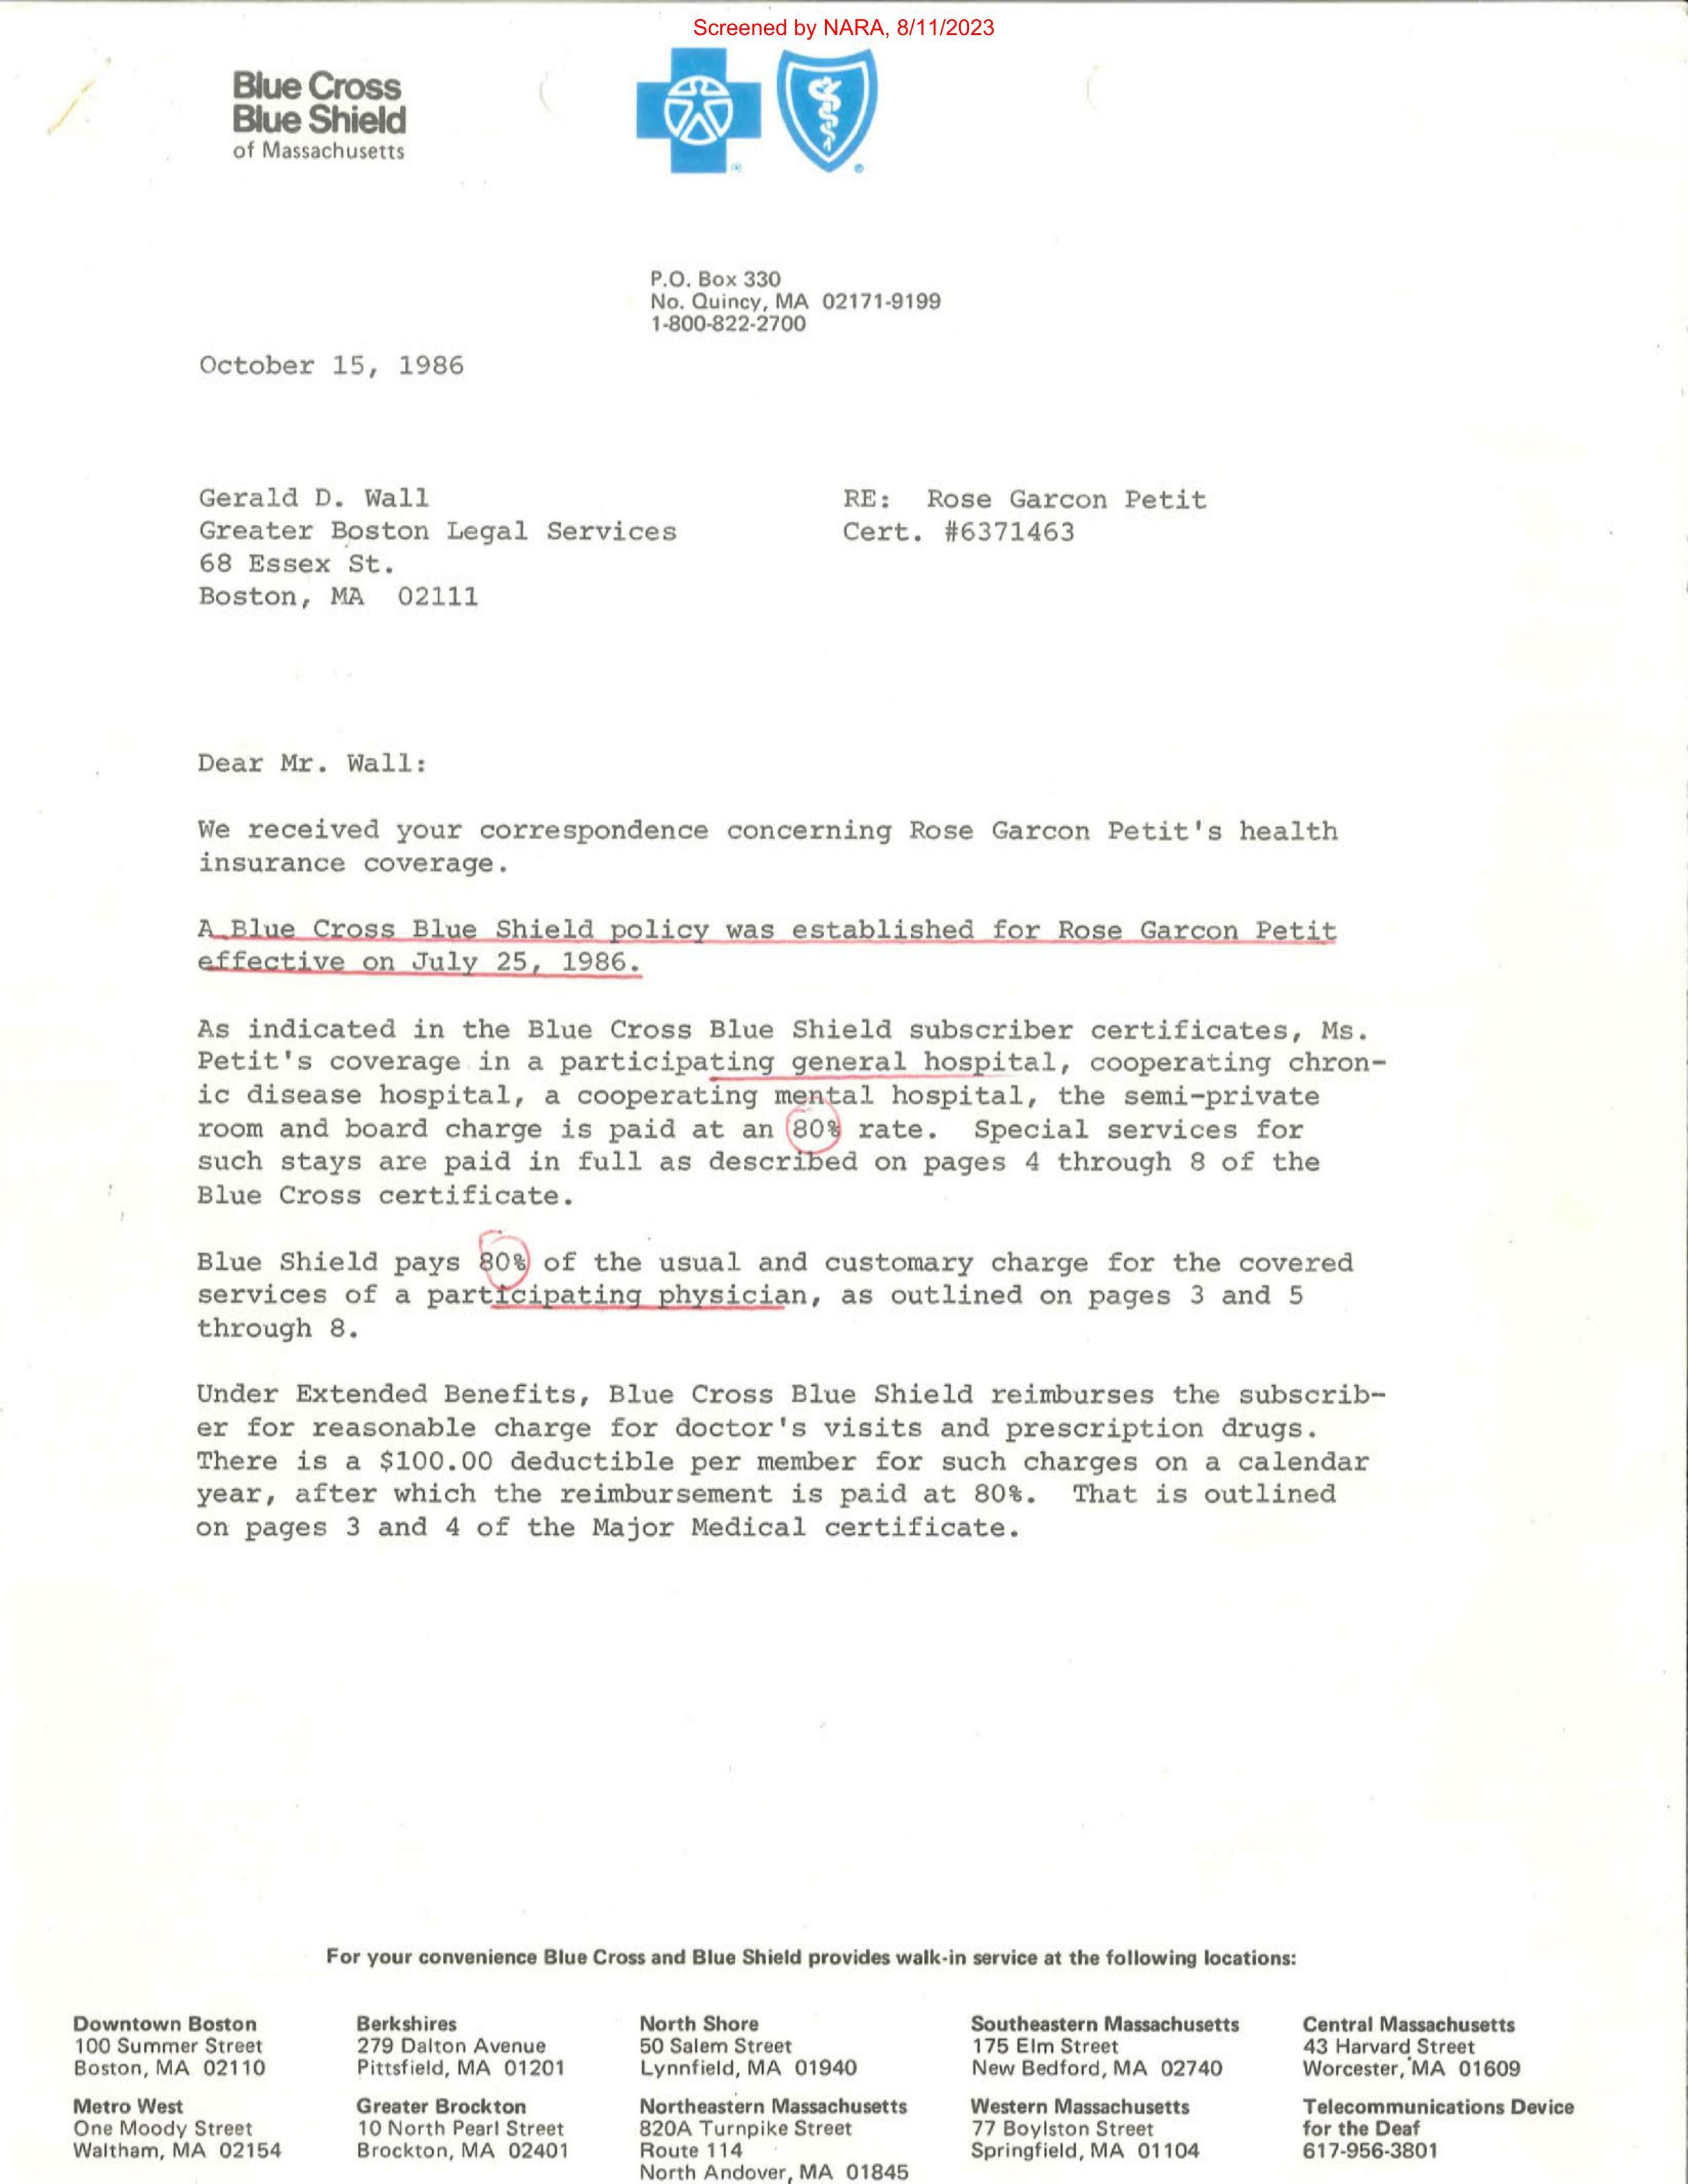 Screened by NARA, 8/11/2023
Blue Cross
Blue Shield
of Massachusetts
P.O. Box 330
No. Quincy, MA 02171-9199
1-800-822-2700
October 15, 1986
Gerald D. Wall
Greater Boston Legal Services
68 Essex St.
Boston, MA 02111
RE: Rose Garcon Petit
Cert. #6371463
Dear Mr. Wall:
We received your correspondence concerning Rose Garcon Petit's health
insurance coverage.
A Blue Cross Blue Shield policy was established for Rose Garcon Petit
effective on July 25, 1986.
As indicated in the Blue Cross Blue Shield subscriber certificates, Ms.
Petit's coverage in a participating general hospital, cooperating chron-
ic disease hospital, a cooperating mental hospital, the semi-private
room and board charge is paid at an 80% rate. Special services for
such stays are paid in full as described on pages 4 through 8 of the
Blue Cross certificate.
Blue Shield pays 80% of the usual and customary charge for the covered
services of a participating physician, as outlined on pages 3 and 5
through 8.
Under Extended Benefits, Blue Cross Blue Shield reimburses the subscrib-
er for reasonable charge for doctor's visits and prescription drugs.
There is a $100.00 deductible per member for such charges on a calendar
year, after which the reimbursement is paid at 80%. That is outlined
on pages 3 and 4 of the Major Medical certificate.
For your convenience Blue Cross and Blue Shield provides walk-in service at the following locations:
Downtown Boston
100 Summer Street
Boston, MA 02110
Berkshires
279 Dalton Avenue
Pittsfield, MA 01201
North Shore
50 Salem Street
Lynnfield, MA 01940
Southeastern Massachusetts
175 Elm Street
New Bedford, MA 02740
Central Massachusetts
43 Harvard Street
Worcester, MA 01609
Metro West
One Moody Street
Waltham, MA 02154
Greater Brockton
10 North Pearl Street
Brockton, MA 02401
Northeastern Massachusetts
820A Turnpike Street
Route 114
North Andover, MA 01845
Western Massachusetts
77 Boylston Street
Springfield, MA 01104
Telecommunications Device
for the Deaf
617-956-3801